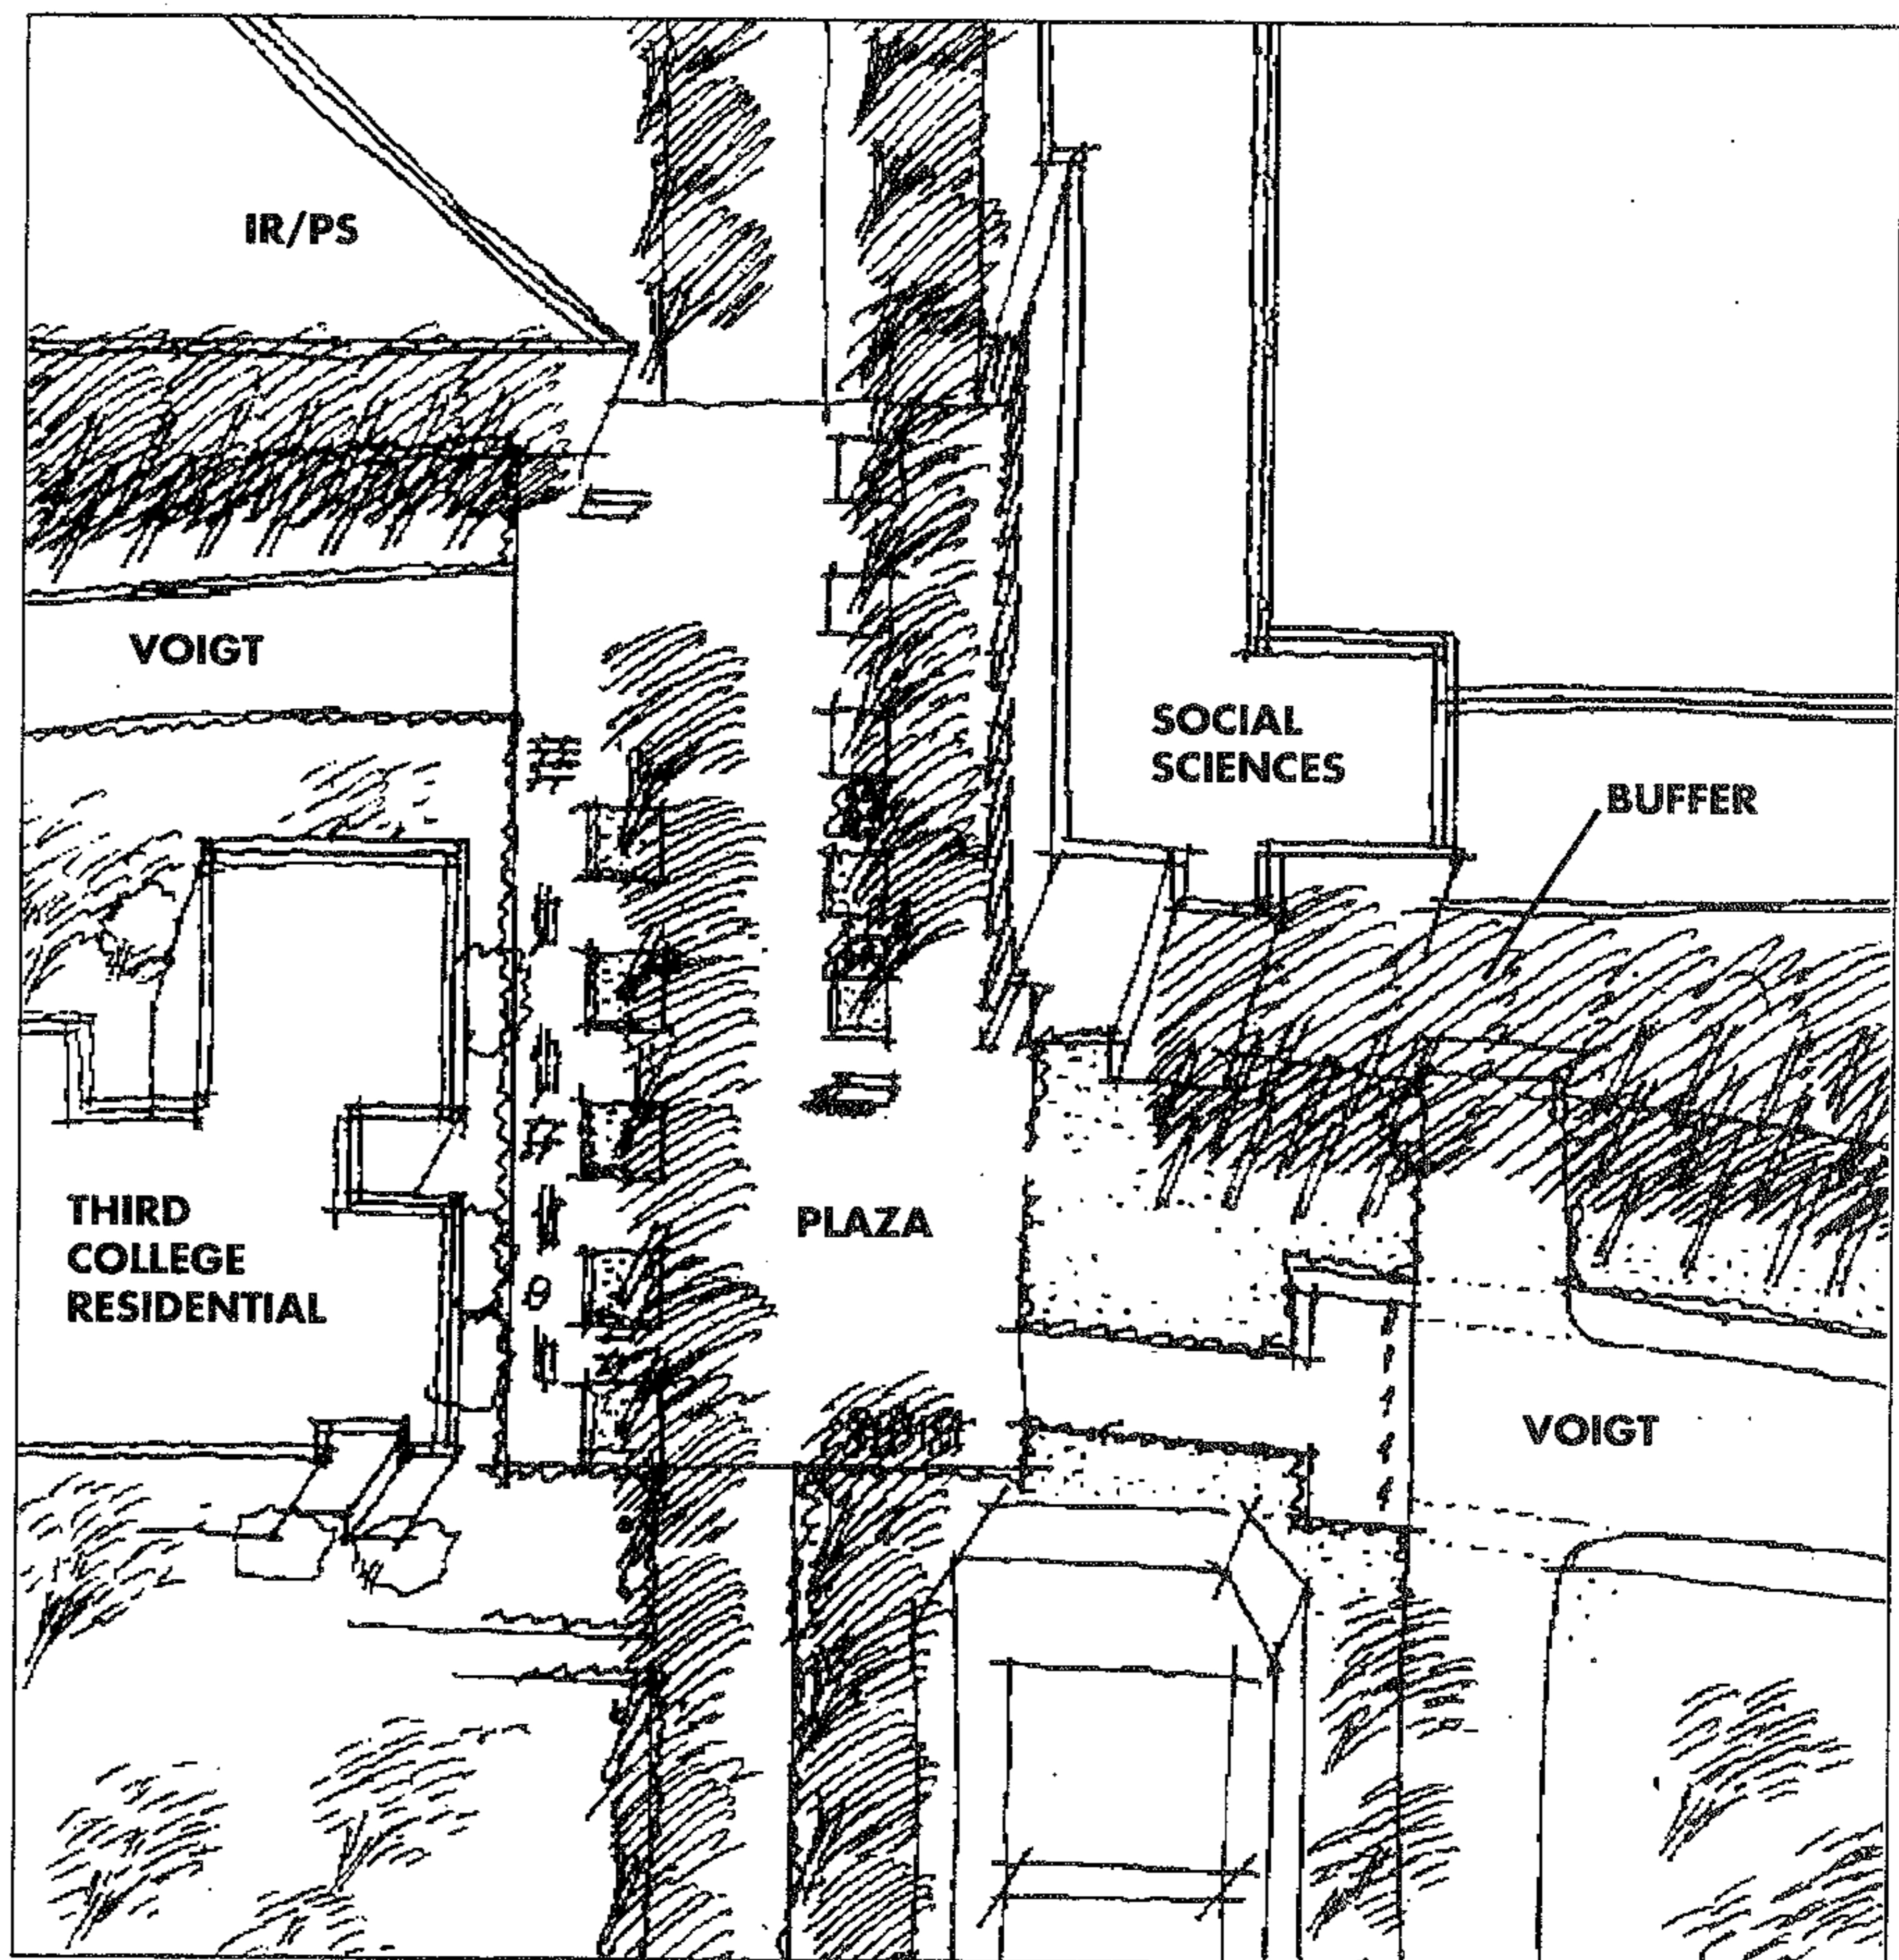 IR/PS
VOIGT
SOCIAL
SCIENCES
BUFFER
THIRD
COLLEGE
RESIDENTIAL
PLAZA
VOIGT